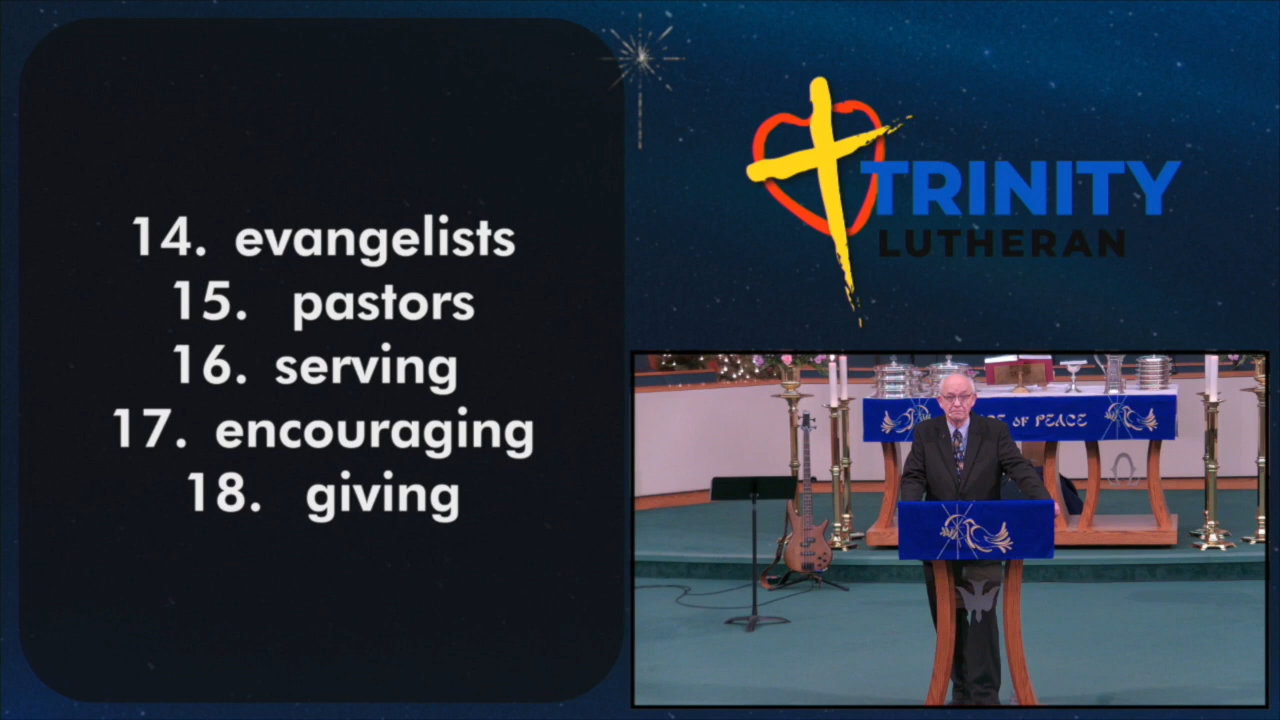 14. evangelists
15. pastors
16. serving
17. encouraging
18. giving
TRINITY
LUTHERAN
OF PEACE